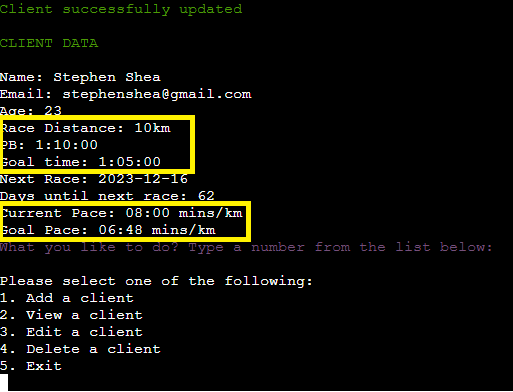 Client successfully updated
CLIENT DATA
Name: Stephen Shea
Email: stephenshea@gmail.com
Age: 23
Race Distance: 10km
PB: 1:10:00
Goal time: 1:05:00
Next Race: 2023-12-16
Days until next race: 62
Current Pace: 08:00 mins/km
Goal Pace: 06:48 mins/km
What you like to do? Type a number from the list below:
Please select one of the following:
1. Add a client
2. View a client
3. Edit a client
4. Delete a client
5. Exit